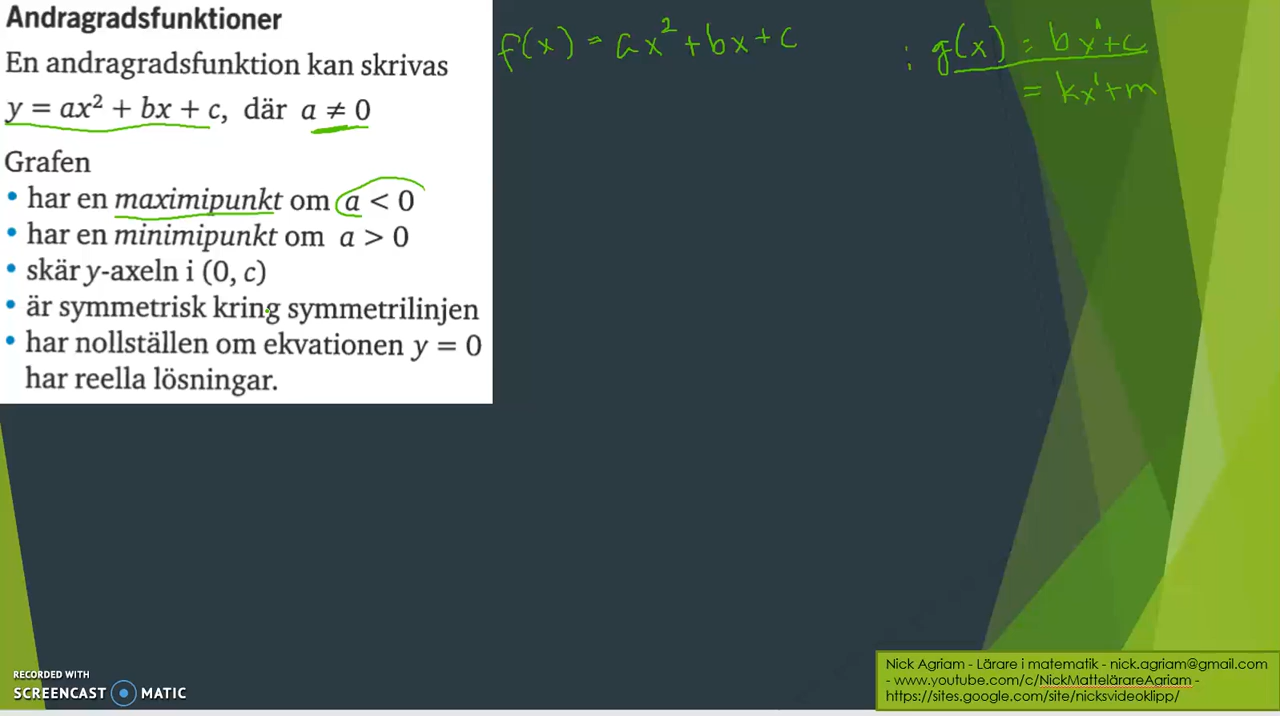 Andragradsfunktioner
En andragradsfunktion kan skrivas
y = ax² + bx + c, där a ≠ 0
Grafen
• har en maximipunkt om a < 0
• har en minimipunkt om a > 0
• skär y-axeln i (0, c)
• är symmetrisk kring symmetrilinjen
• har nollställen om ekvationen y = 0
har reella lösningar.
f(x) = ax² + bx + c
; g(x) = bx¹ + c
= kx¹ + m
RECORDED WITH
SCREENCAST MATIC
Nick Agriam - Lärare i matematik - nick.agriam@gmail.com
- www.youtube.com/c/NickMattelärareAgriam -
https://sites.google.com/site/nicksvideoklipp/